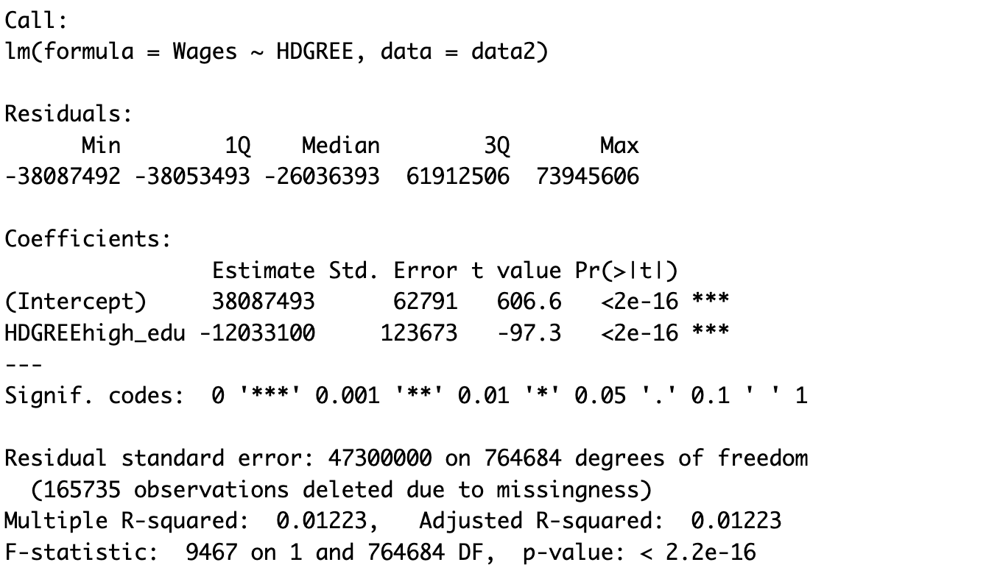 Call:
lm(formula = Wages ~ HDGREE, data = data2)
Residuals:
Min 1Q Median 3Q Max
-38087492 -38053493 -26036393 61912506 73945606
Coefficients:
Estimate Std. Error t value Pr(>|t|)
(Intercept) 38087493 62791 606.6 <2e-16 ***
HDGREEhigh_edu -12033100 123673 -97.3 <2e-16 ***
---
Signif. codes: 0 '***' 0.001 '**' 0.01 '*' 0.05 '.' 0.1 ' ' 1
Residual standard error: 47300000 on 764684 degrees of freedom
(165735 observations deleted due to missingness)
Multiple R-squared: 0.01223, Adjusted R-squared: 0.01223
F-statistic: 9467 on 1 and 764684 DF, p-value: < 2.2e-16